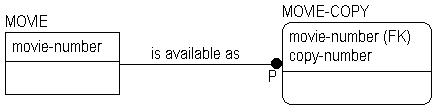 MOVIE
movie-number
is available as
P
MOVIE-COPY
movie-number (FK)
copy-number